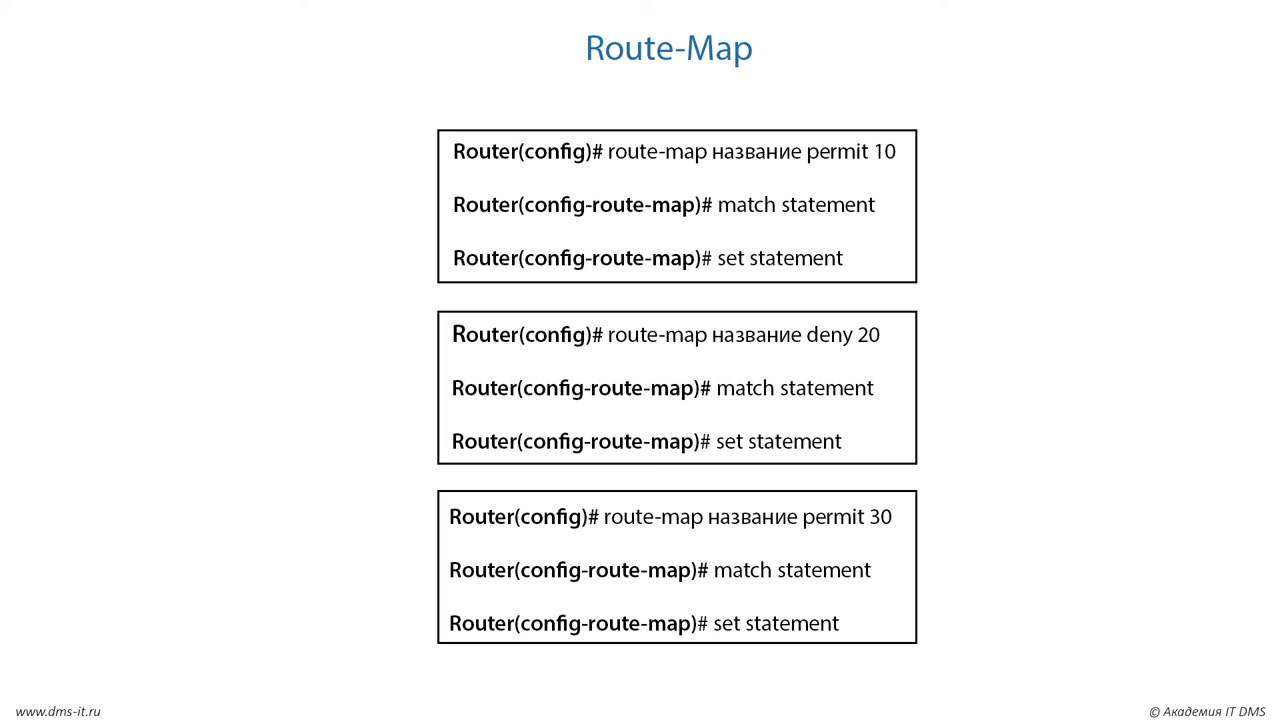 Route-Map
Router(config)# route-map название permit 10
Router(config-route-map)# match statement
Router(config-route-map)# set statement
Router(config)# route-map название deny 20
Router(config-route-map)# match statement
Router(config-route-map)# set statement
Router(config)# route-map название permit 30
Router(config-route-map)# match statement
Router(config-route-map)# set statement
www.dms-it.ru
© Академия IT DMS